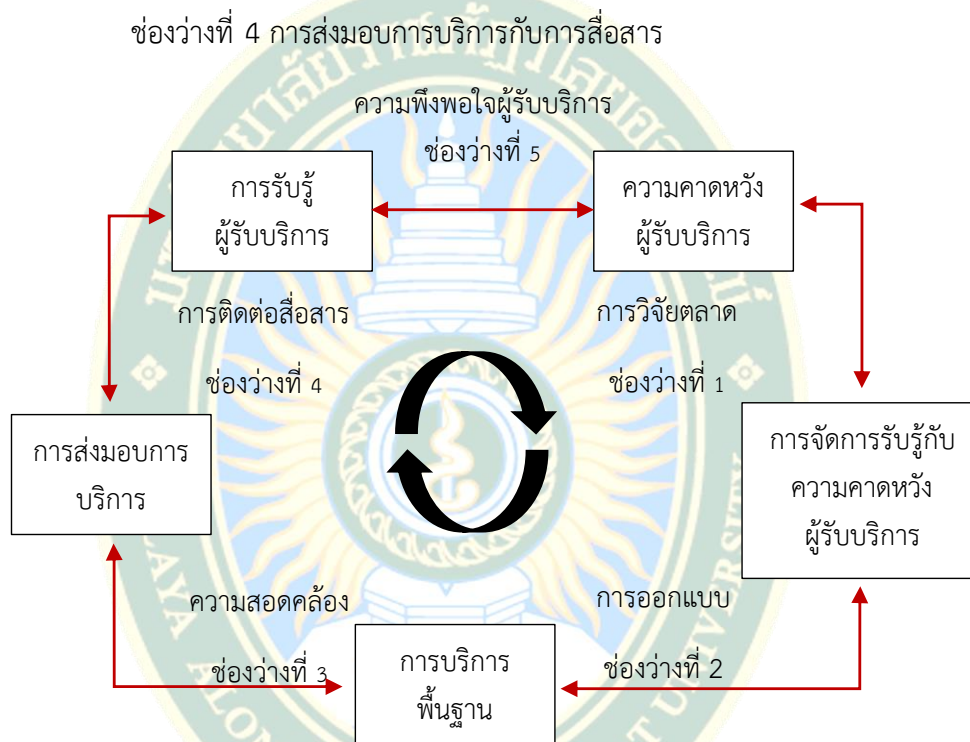 ช่องว่างที่ 4 การส่งมอบการบริการกับการสื่อสาร
ความพึงพอใจผู้รับบริการ
ช่องว่างที่ 5
การรับรู้
ผู้รับบริการ
ความคาดหวัง
ผู้รับบริการ
การติดต่อสื่อสาร
การวิจัยตลาด
ช่องว่างที่ 4
ช่องว่างที่ 1
การส่งมอบการ
บริการ
การจัดการรับรู้กับ
ความคาดหวัง
ผู้รับบริการ
ความสอดคล้อง
การออกแบบ
ช่องว่างที่ 3
การบริการ
พื้นฐาน
ช่องว่างที่ 2